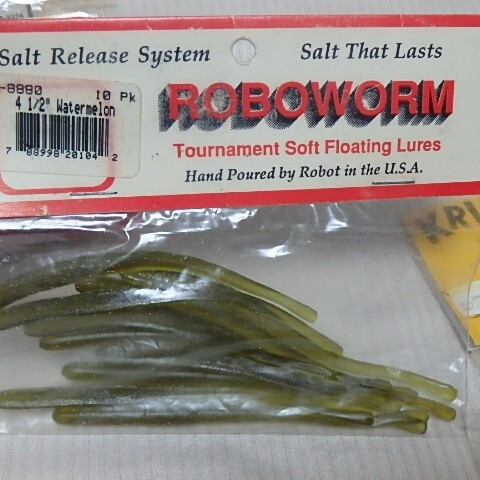 Salt Release System
Salt That Lasts
-8880 10 Pk
4 1/2" Watermelon
7 88998 20104 2
ROBOWORM
Tournament Soft Floating Lures
Hand Poured by Robot in the U.S.A.
KRI